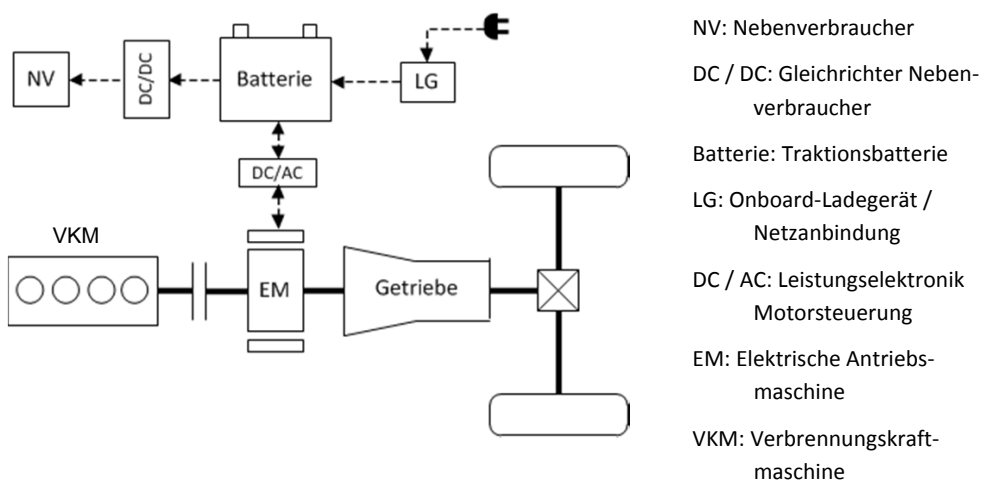 NV
DC/DC
Batterie
LG
DC/AC
VKM
EM
Getriebe
NV: Nebenverbraucher
DC / DC: Gleichrichter Neben-
verbraucher
Batterie: Traktionsbatterie
LG: Onboard-Ladegerät /
Netzanbindung
DC / AC: Leistungselektronik
Motorsteuerung
EM: Elektrische Antriebs-
maschine
VKM: Verbrennungskraft-
maschine